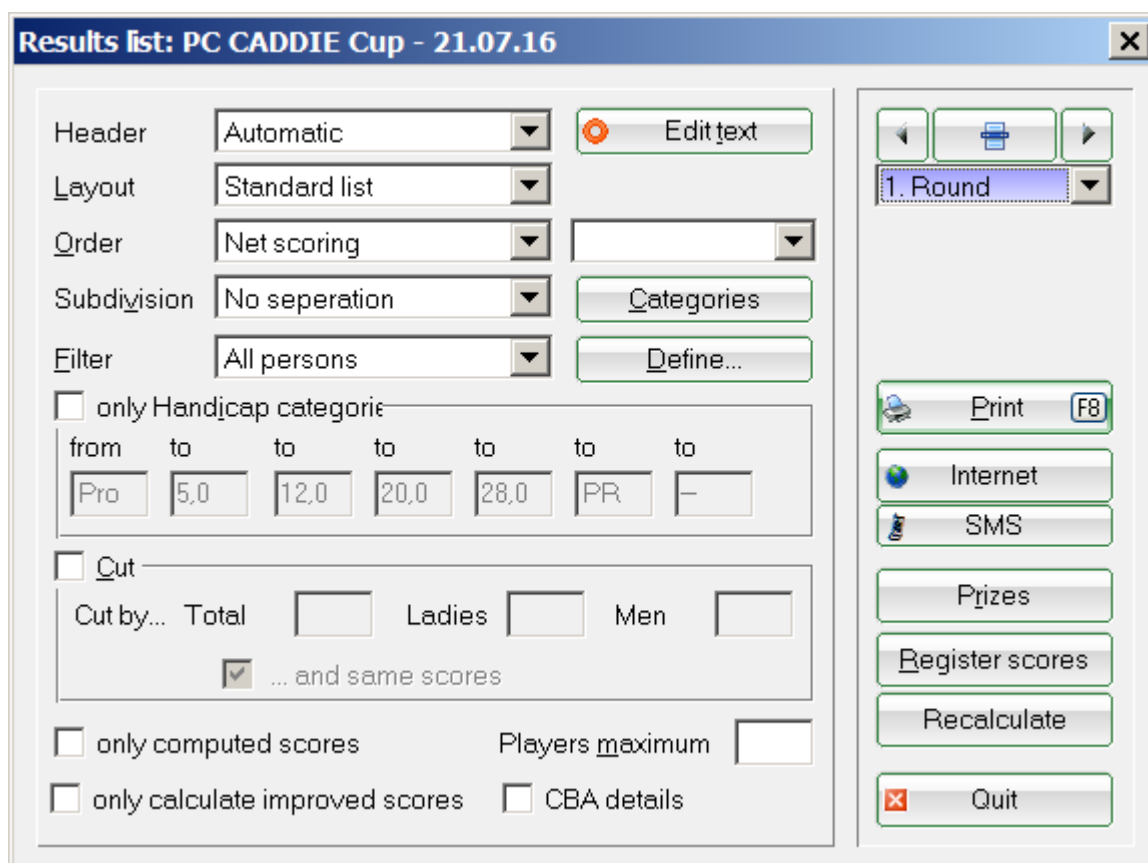 Results list: PC CADDIE Cup - 21.07.16
Header Automatic Edit text
Layout Standard list
Order Net scoring
Subdivision No seperation Categories
Filter All persons Define...
only Handicap categorie
from to to to to to to
Pro 5,0 12,0 20,0 28,0 PR –
Cut
Cut by... Total Ladies Men
... and same scores
only computed scores Players maximum
only calculate improved scores CBA details
1. Round
Print F8
Internet
SMS
Prizes
Register scores
Recalculate
Quit